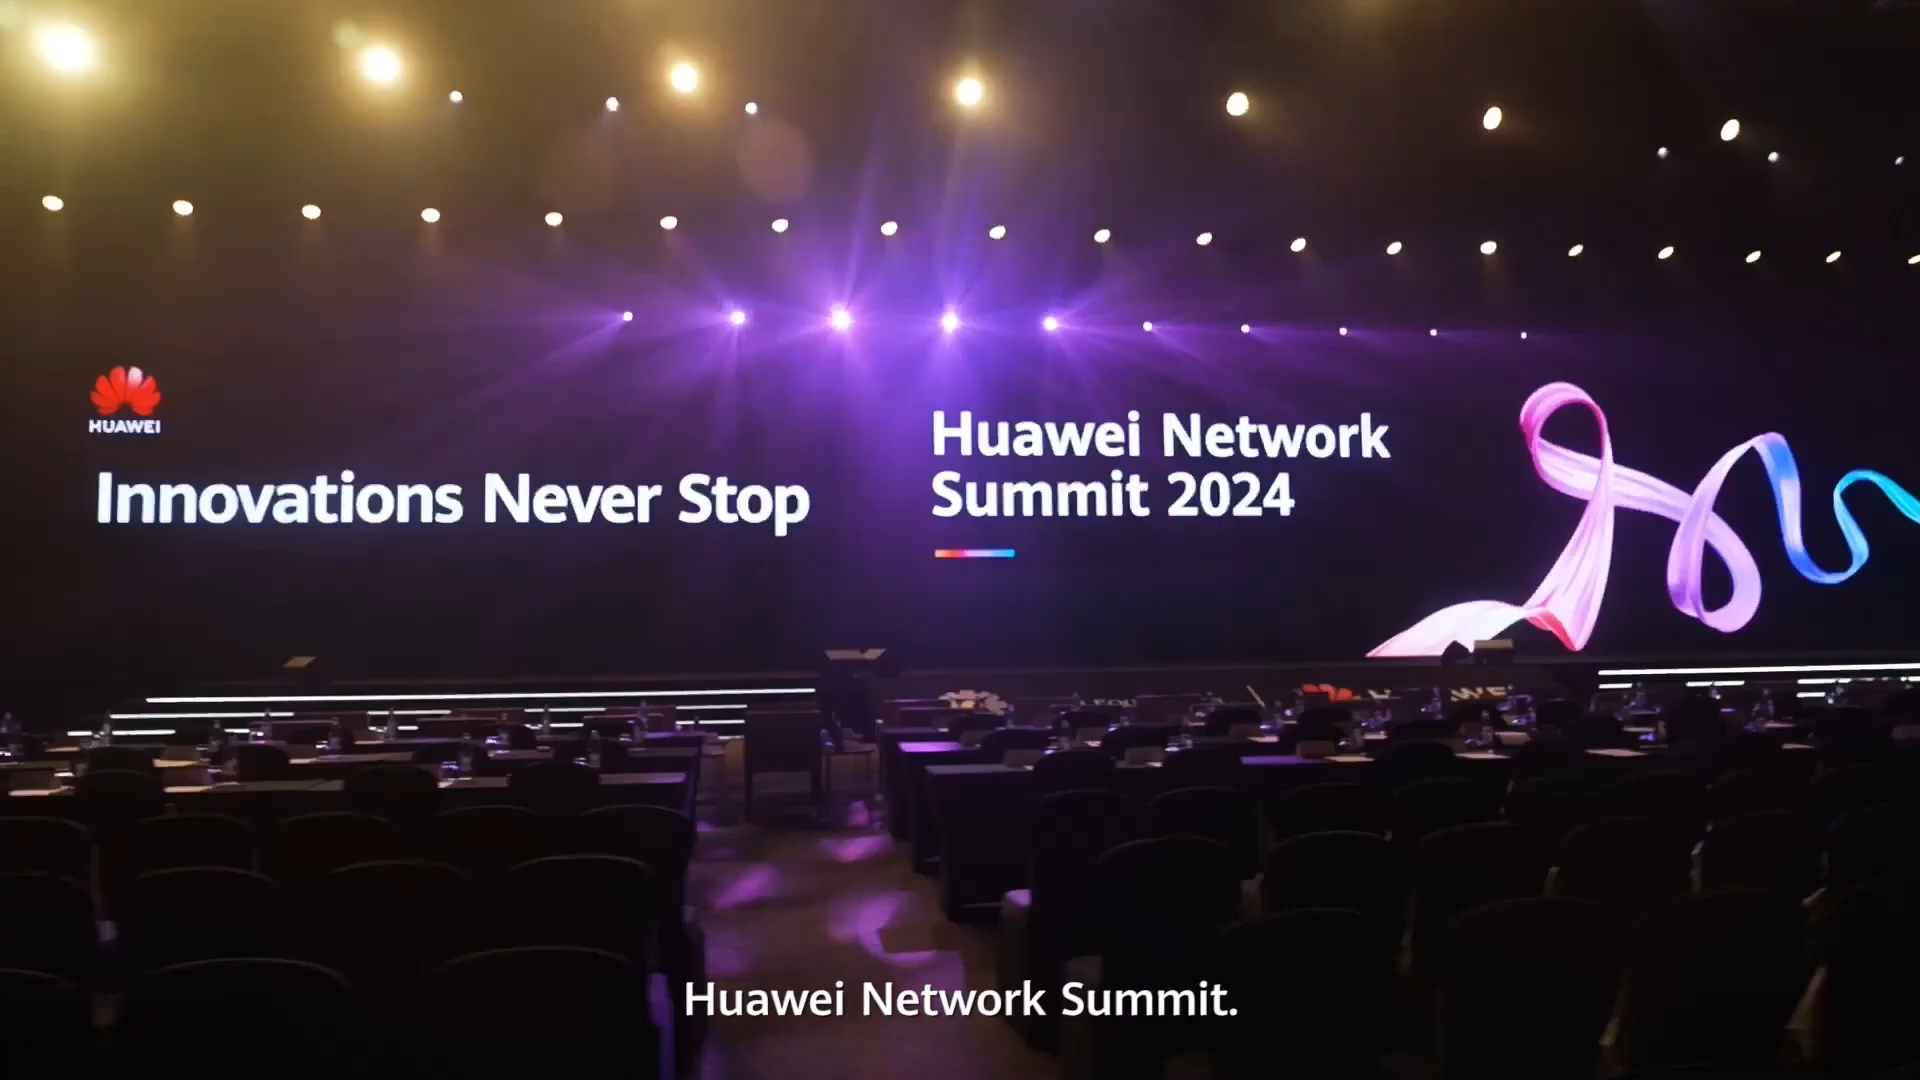 HUAWEI
Innovations Never Stop
Huawei Network
Summit 2024
Huawei Network Summit.